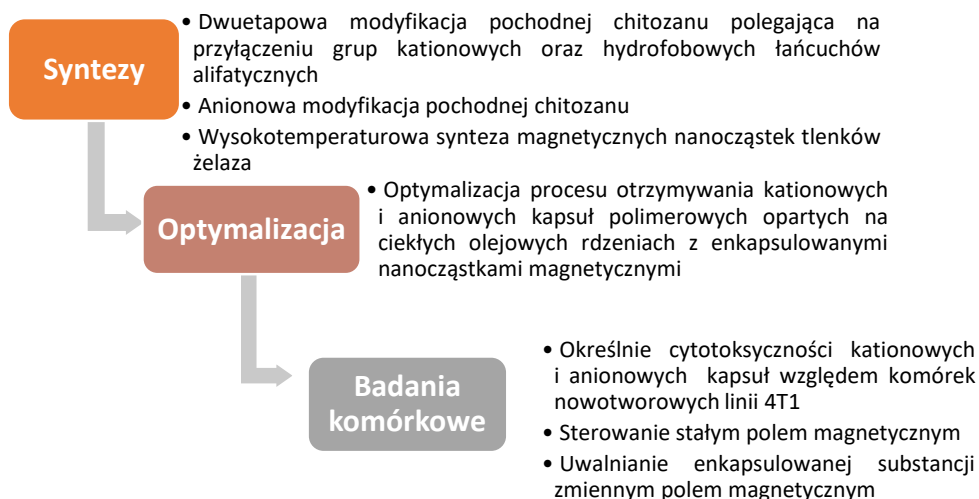 Syntezy
• Dwuetapowa modyfikacja pochodnej chitozanu polegająca na
przyłączeniu grup kationowych oraz hydrofobowych łańcuchów
alifatycznych
• Anionowa modyfikacja pochodnej chitozanu
• Wysokotemperaturowa synteza magnetycznych nanocząstek tlenków
żelaza
Optymalizacja
• Optymalizacja procesu otrzymywania kationowych
i anionowych kapsuł polimerowych opartych na
ciekłych olejowych rdzeniach z enkapsulowanymi
nanocząstkami magnetycznymi
Badania
komórkowe
• Określnie cytotoksyczności kationowych
i anionowych kapsuł względem komórek
nowotworowych linii 4T1
• Sterowanie stałym polem magnetycznym
• Uwalnianie enkapsulowanej substancji
zmiennym polem magnetycznym